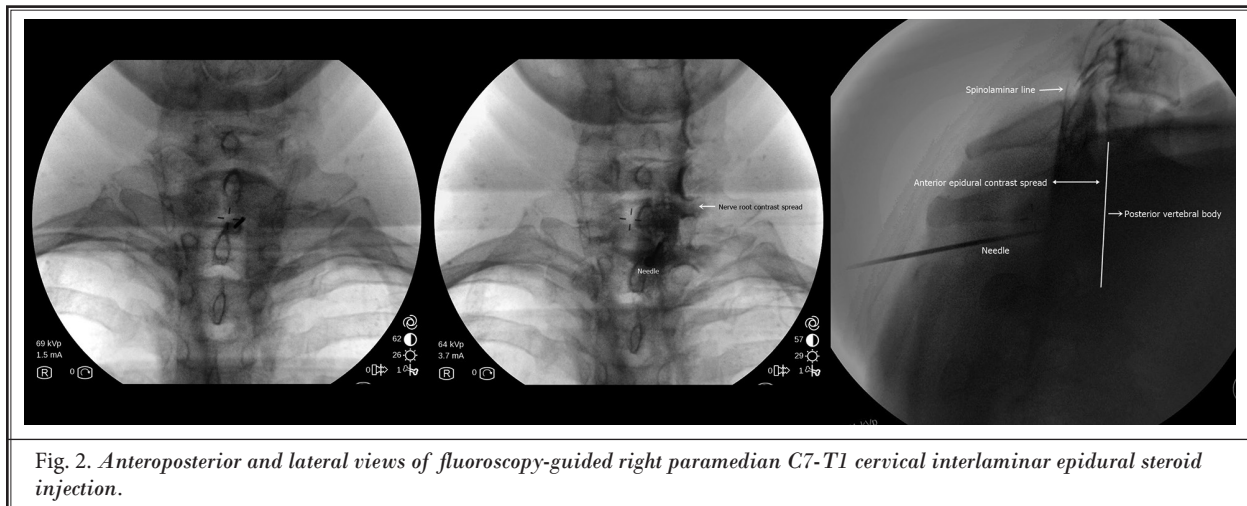 69 kVp
1.5 mA
R
0
62
26
0
1
Nerve root contrast spread
Needle
64 kVp
3.7 mA
R
0
57
29
0
1
Spinolaminar line
Anterior epidural contrast spread
Posterior vertebral body
Needle
kVp
Fig. 2. Anteroposterior and lateral views of fluoroscopy-guided right paramedian C7-T1 cervical interlaminar epidural steroid
injection.